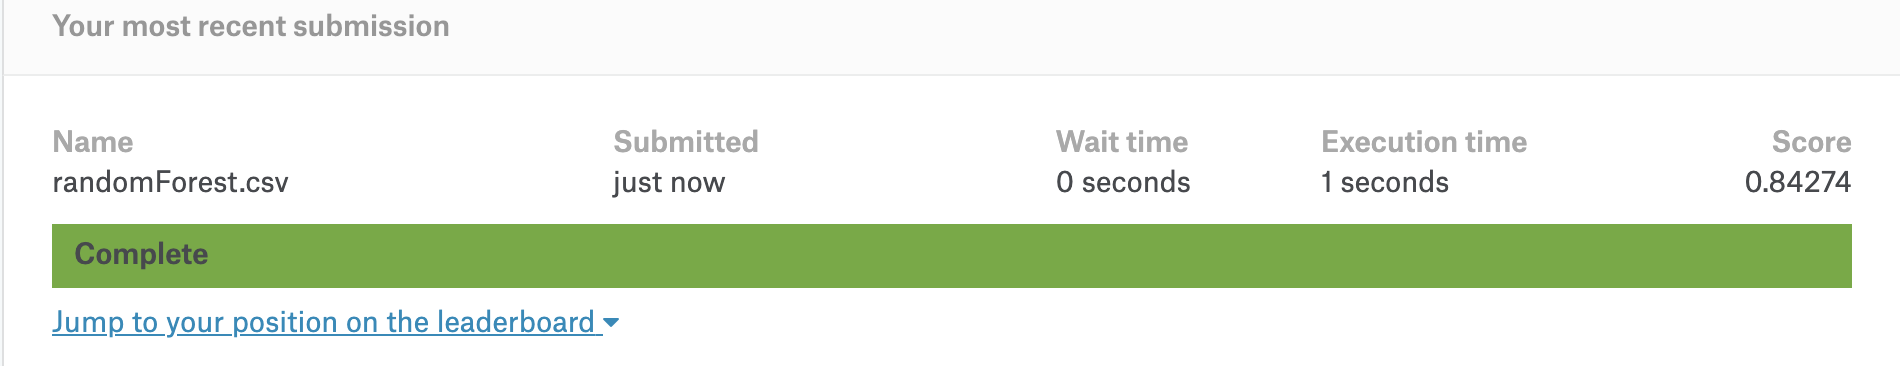 Your most recent submission
Name Submitted Wait time Execution time Score
randomForest.csv just now 0 seconds 1 seconds 0.84274
Complete
Jump to your position on the leaderboard